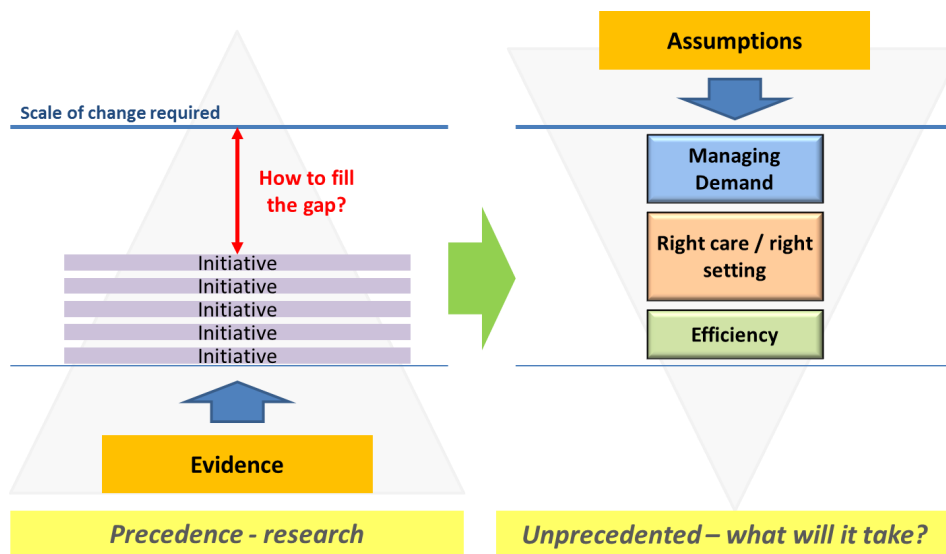 Scale of change required
How to fill
the gap?
Initiative
Initiative
Initiative
Initiative
Initiative
Evidence
Precedence - research
Assumptions
Managing
Demand
Right care / right
setting
Efficiency
Unprecedented – what will it take?